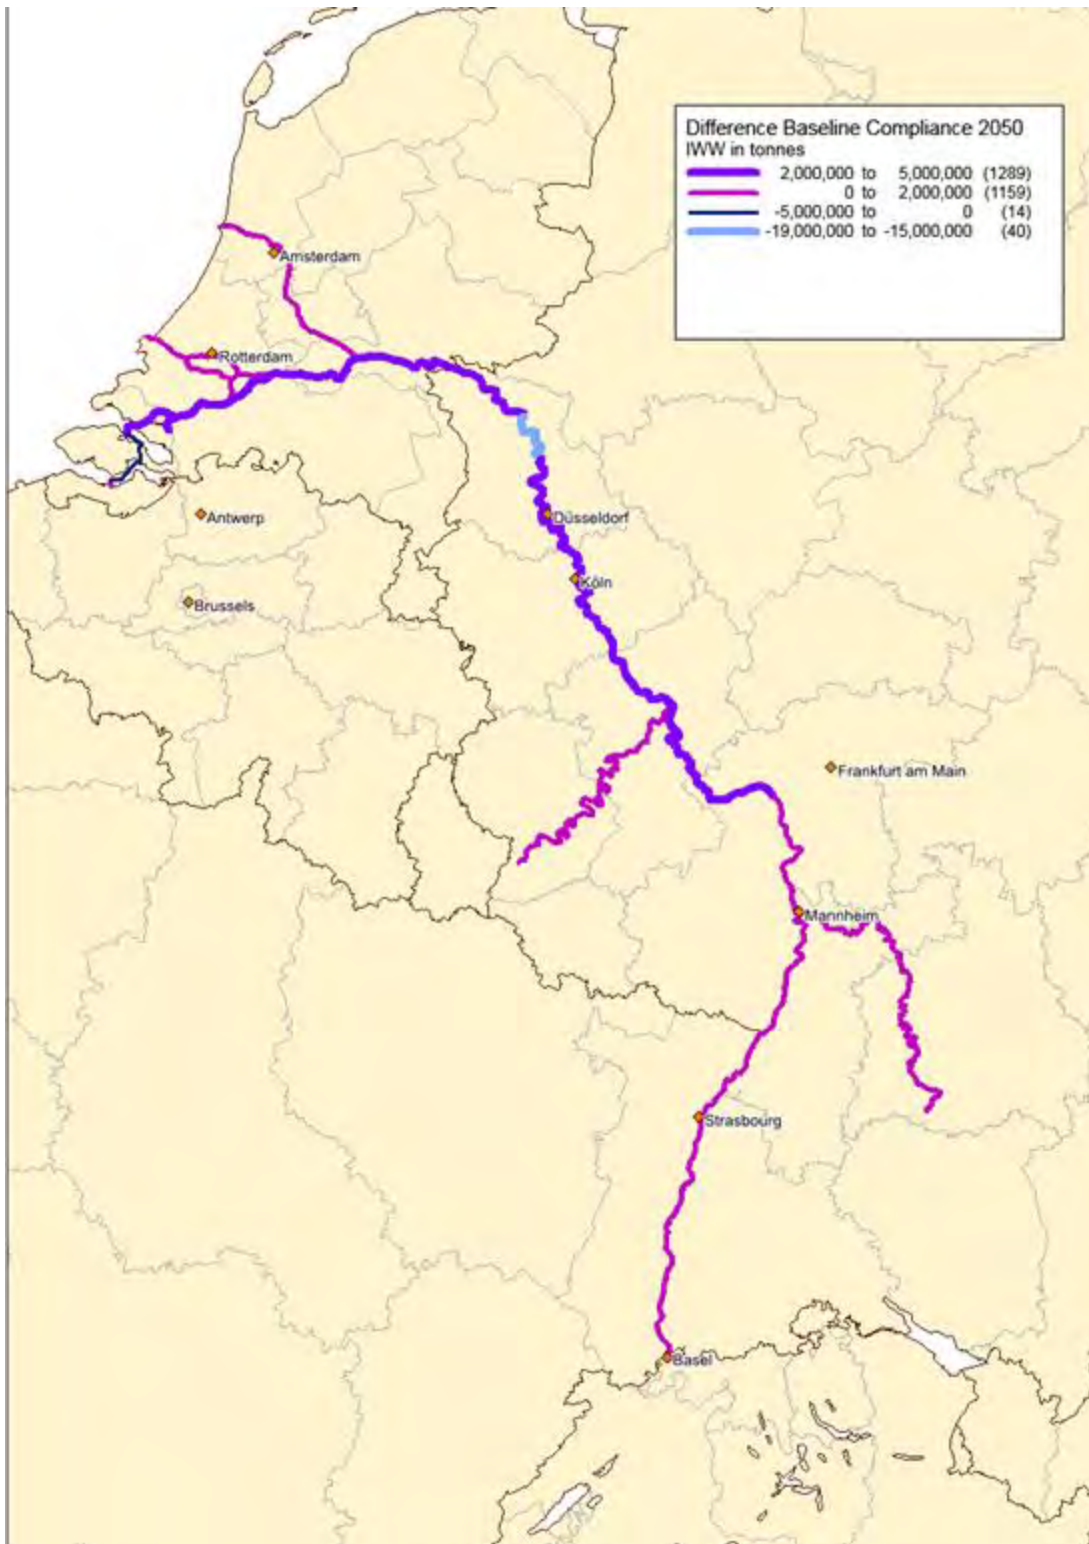 Difference Baseline Compliance 2050
IWW in tonnes
2,000,000 to 5,000,000 (1289)
0 to 2,000,000 (1159)
-5,000,000 to 0 (14)
-19,000,000 to -15,000,000 (40)
Amsterdam
Rotterdam
Antwerp
Düsseldorf
Köln
Brussels
Frankfurt am Main
Mannheim
Strasbourg
Basel